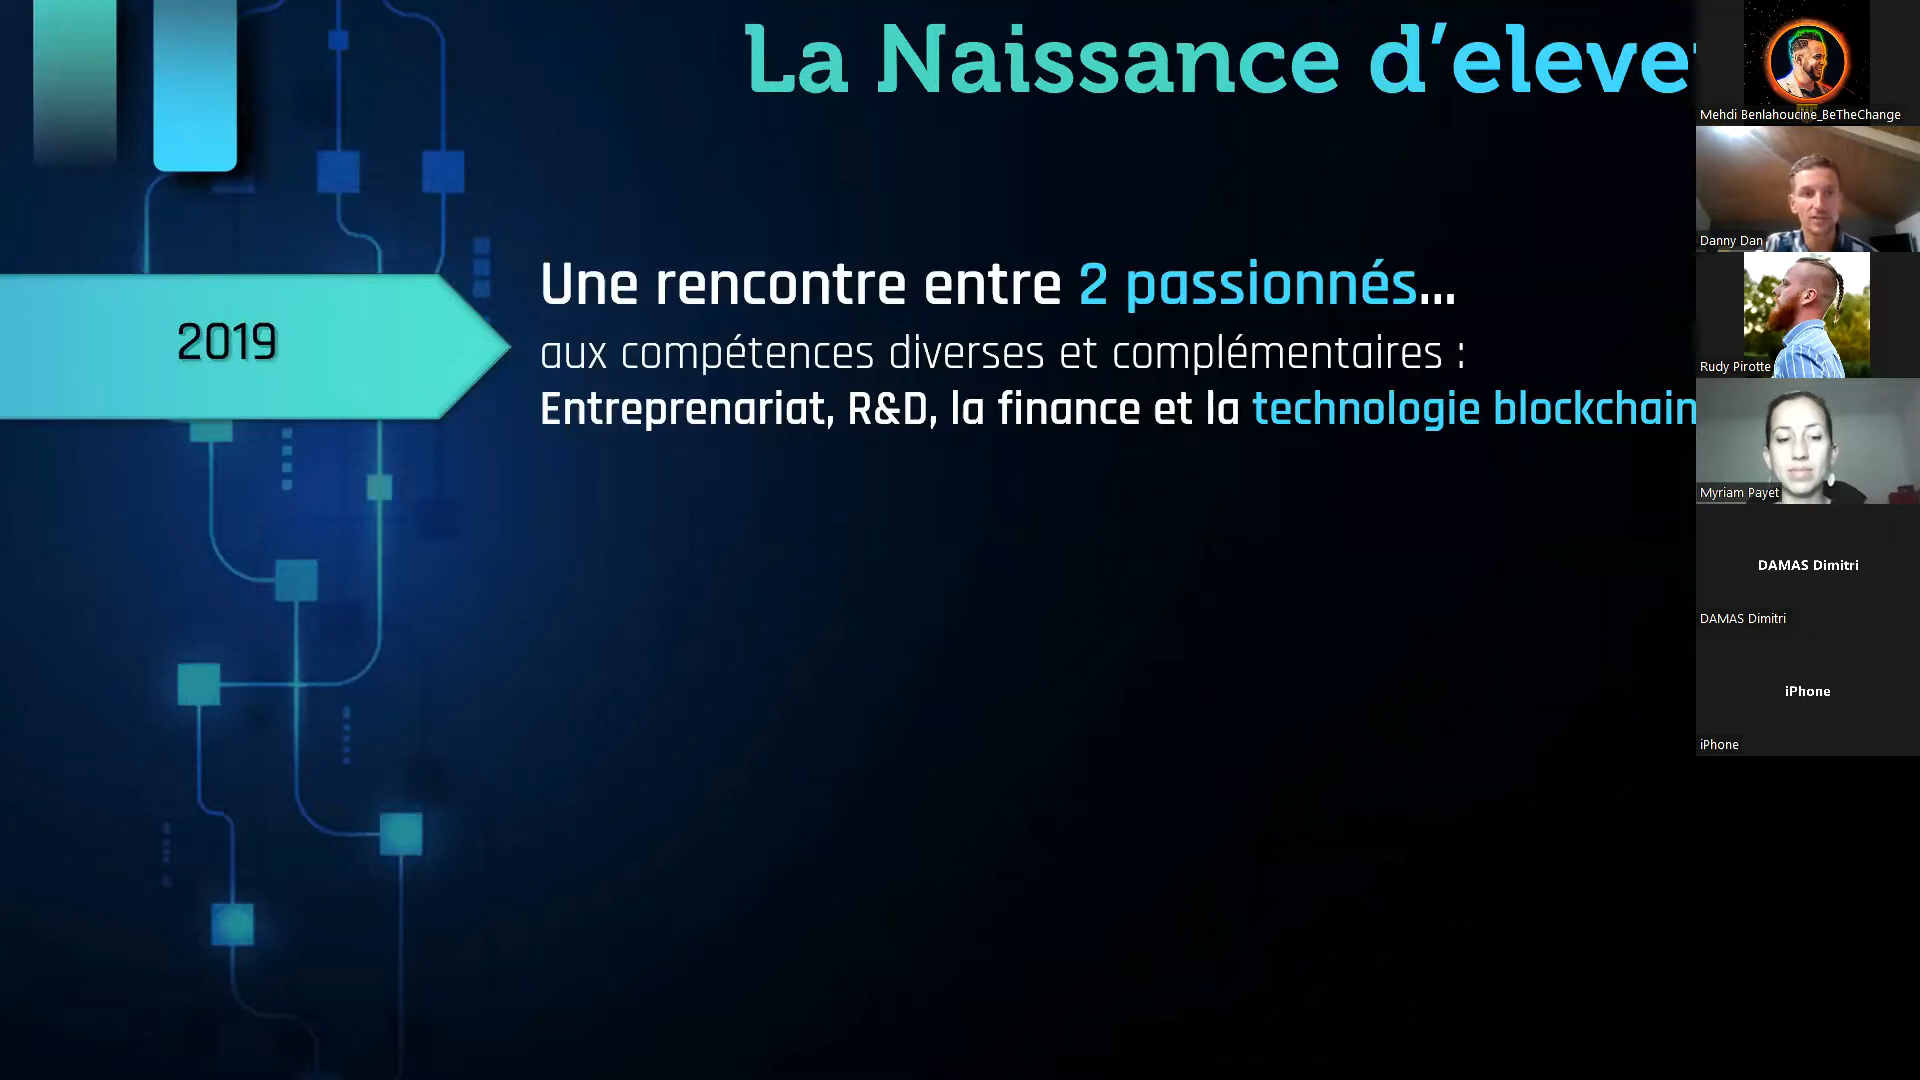 La Naissance d'eleve
2019
Une rencontre entre 2 passionnés...
aux compétences diverses et complémentaires :
Entreprenariat, R&D, la finance et la technologie blockchain
Mehdi Benlahoucine_BeTheChange
Danny Dan
Rudy Pirotte
Myriam Payet
DAMAS Dimitri
DAMAS Dimitri
iPhone
iPhone